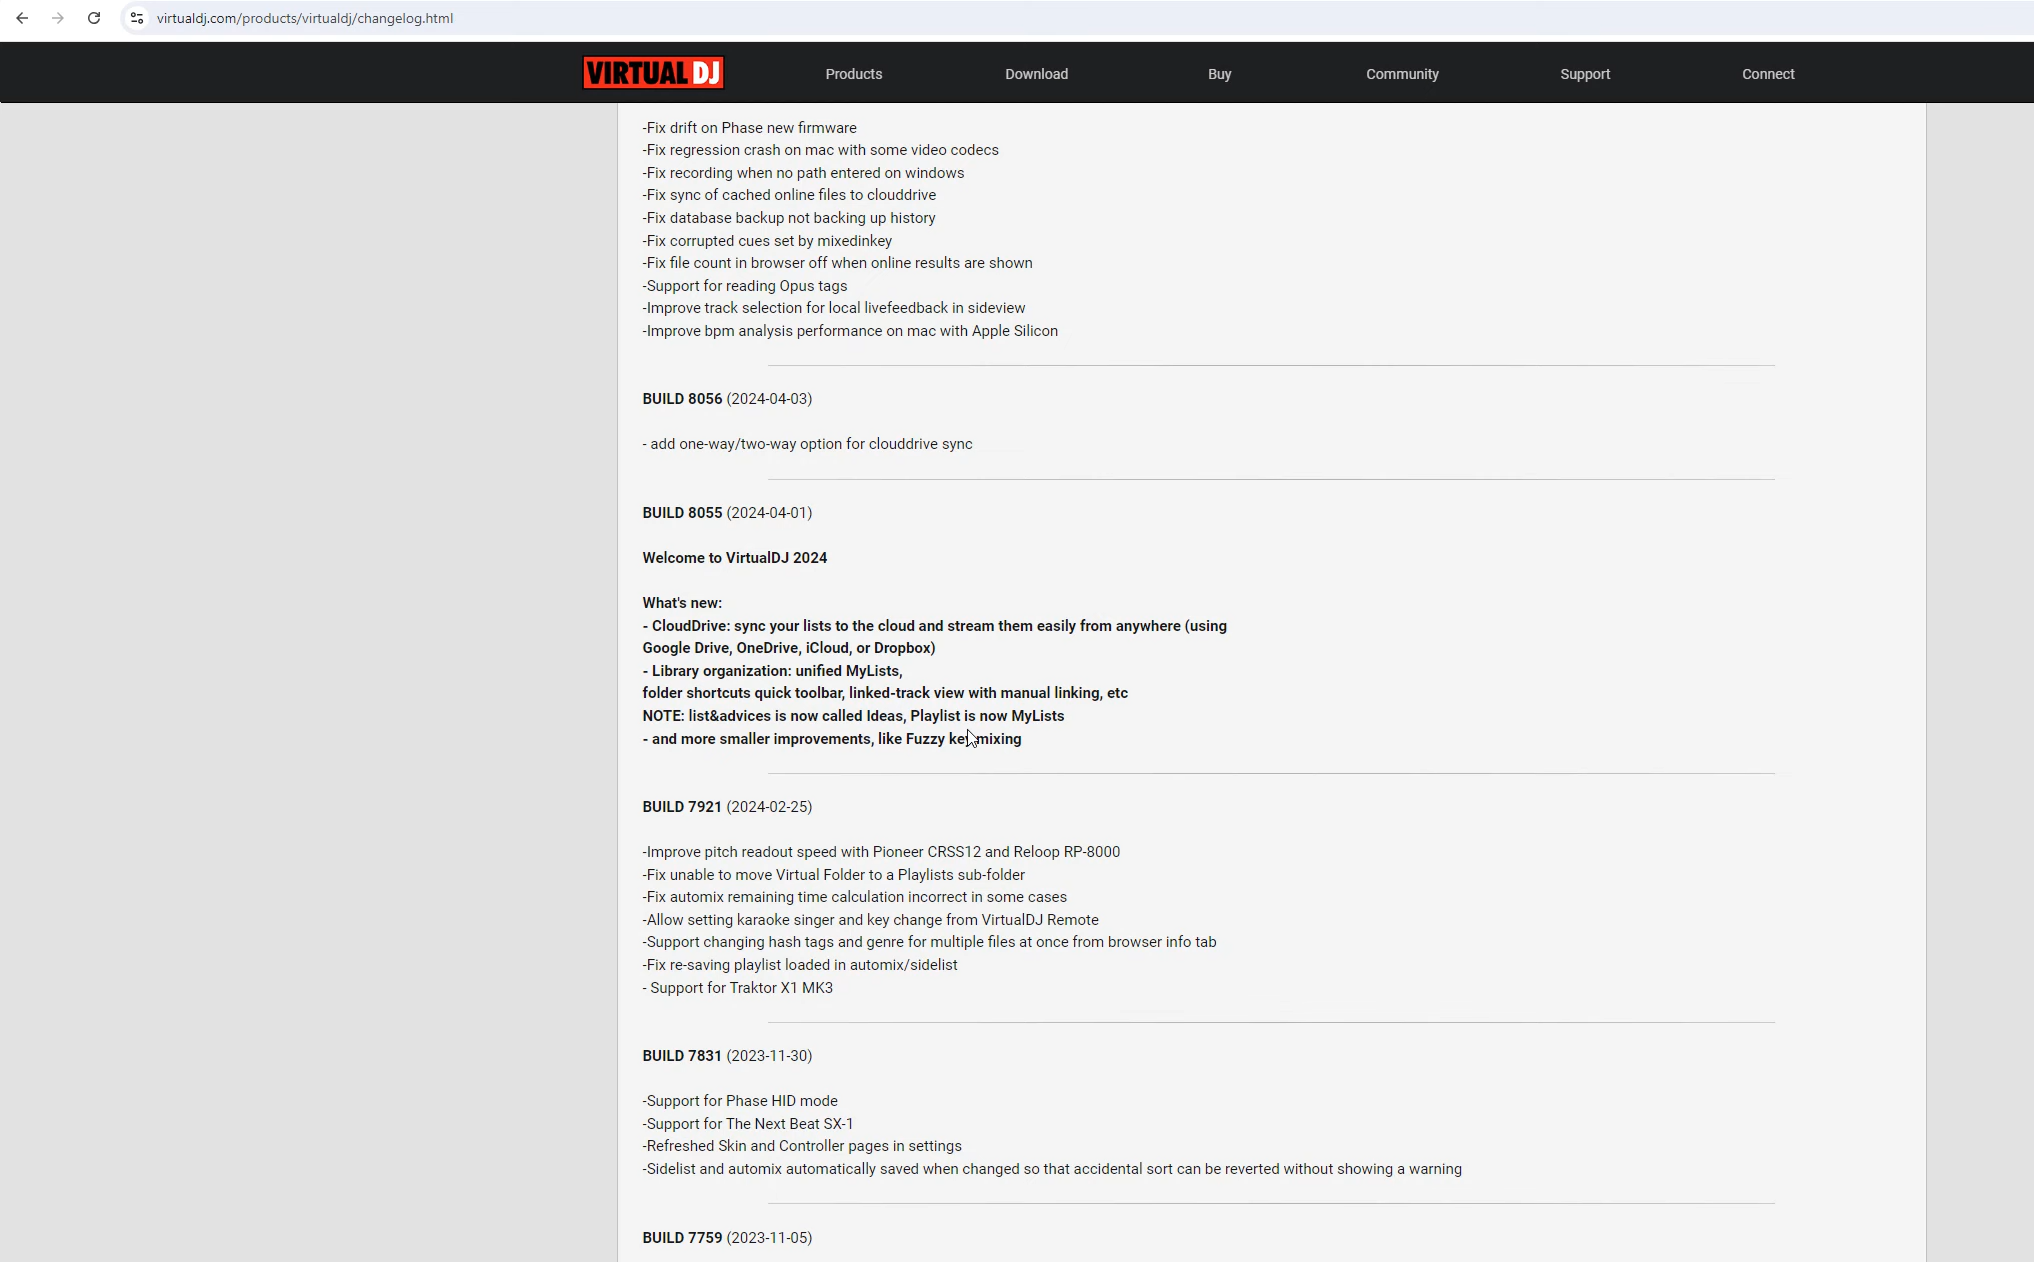 virtualdj.com/products/virtualdj/changelog.html
VIRTUAL DJ
Products
Download
Buy
Community
Support
Connect
-Fix drift on Phase new firmware
-Fix regression crash on mac with some video codecs
-Fix recording when no path entered on windows
-Fix sync of cached online files to clouddrive
-Fix database backup not backing up history
-Fix corrupted cues set by mixedinkey
-Fix file count in browser off when online results are shown
-Support for reading Opus tags
-Improve track selection for local livefeedback in sideview
-Improve bpm analysis performance on mac with Apple Silicon
BUILD 8056 (2024-04-03)
- add one-way/two-way option for clouddrive sync
BUILD 8055 (2024-04-01)
Welcome to VirtualDJ 2024
What's new:
- CloudDrive: sync your lists to the cloud and stream them easily from anywhere (using
Google Drive, OneDrive, iCloud, or Dropbox)
- Library organization: unified MyLists,
folder shortcuts quick toolbar, linked-track view with manual linking, etc
NOTE: list&advices is now called Ideas, Playlist is now MyLists
- and more smaller improvements, like Fuzzy key mixing
BUILD 7921 (2024-02-25)
-Improve pitch readout speed with Pioneer CRSS12 and Reloop RP-8000
-Fix unable to move Virtual Folder to a Playlists sub-folder
-Fix automix remaining time calculation incorrect in some cases
-Allow setting karaoke singer and key change from VirtualDJ Remote
-Support changing hash tags and genre for multiple files at once from browser info tab
-Fix re-saving playlist loaded in automix/sidelist
- Support for Traktor X1 MK3
BUILD 7831 (2023-11-30)
-Support for Phase HID mode
-Support for The Next Beat SX-1
-Refreshed Skin and Controller pages in settings
-Sidelist and automix automatically saved when changed so that accidental sort can be reverted without showing a warning
BUILD 7759 (2023-11-05)